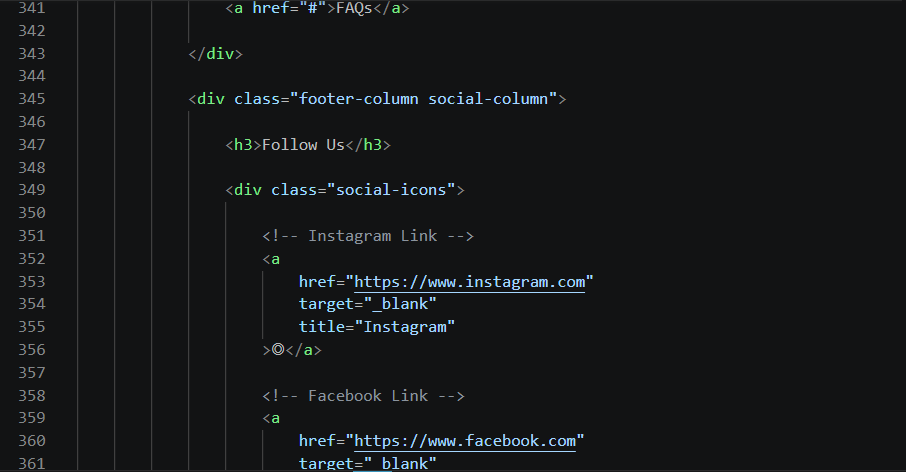 341 <a href="#">FAQs</a>
342
343 </div>
344
345 <div class="footer-column social-column">
346
347 <h3>Follow Us</h3>
348
349 <div class="social-icons">
350
351 <!-- Instagram Link -->
352 <a
353 href="https://www.instagram.com"
354 target="_blank"
355 title="Instagram"
356 >◎</a>
357
358 <!-- Facebook Link -->
359 <a
360 href="https://www.facebook.com"
361 target="_blank"